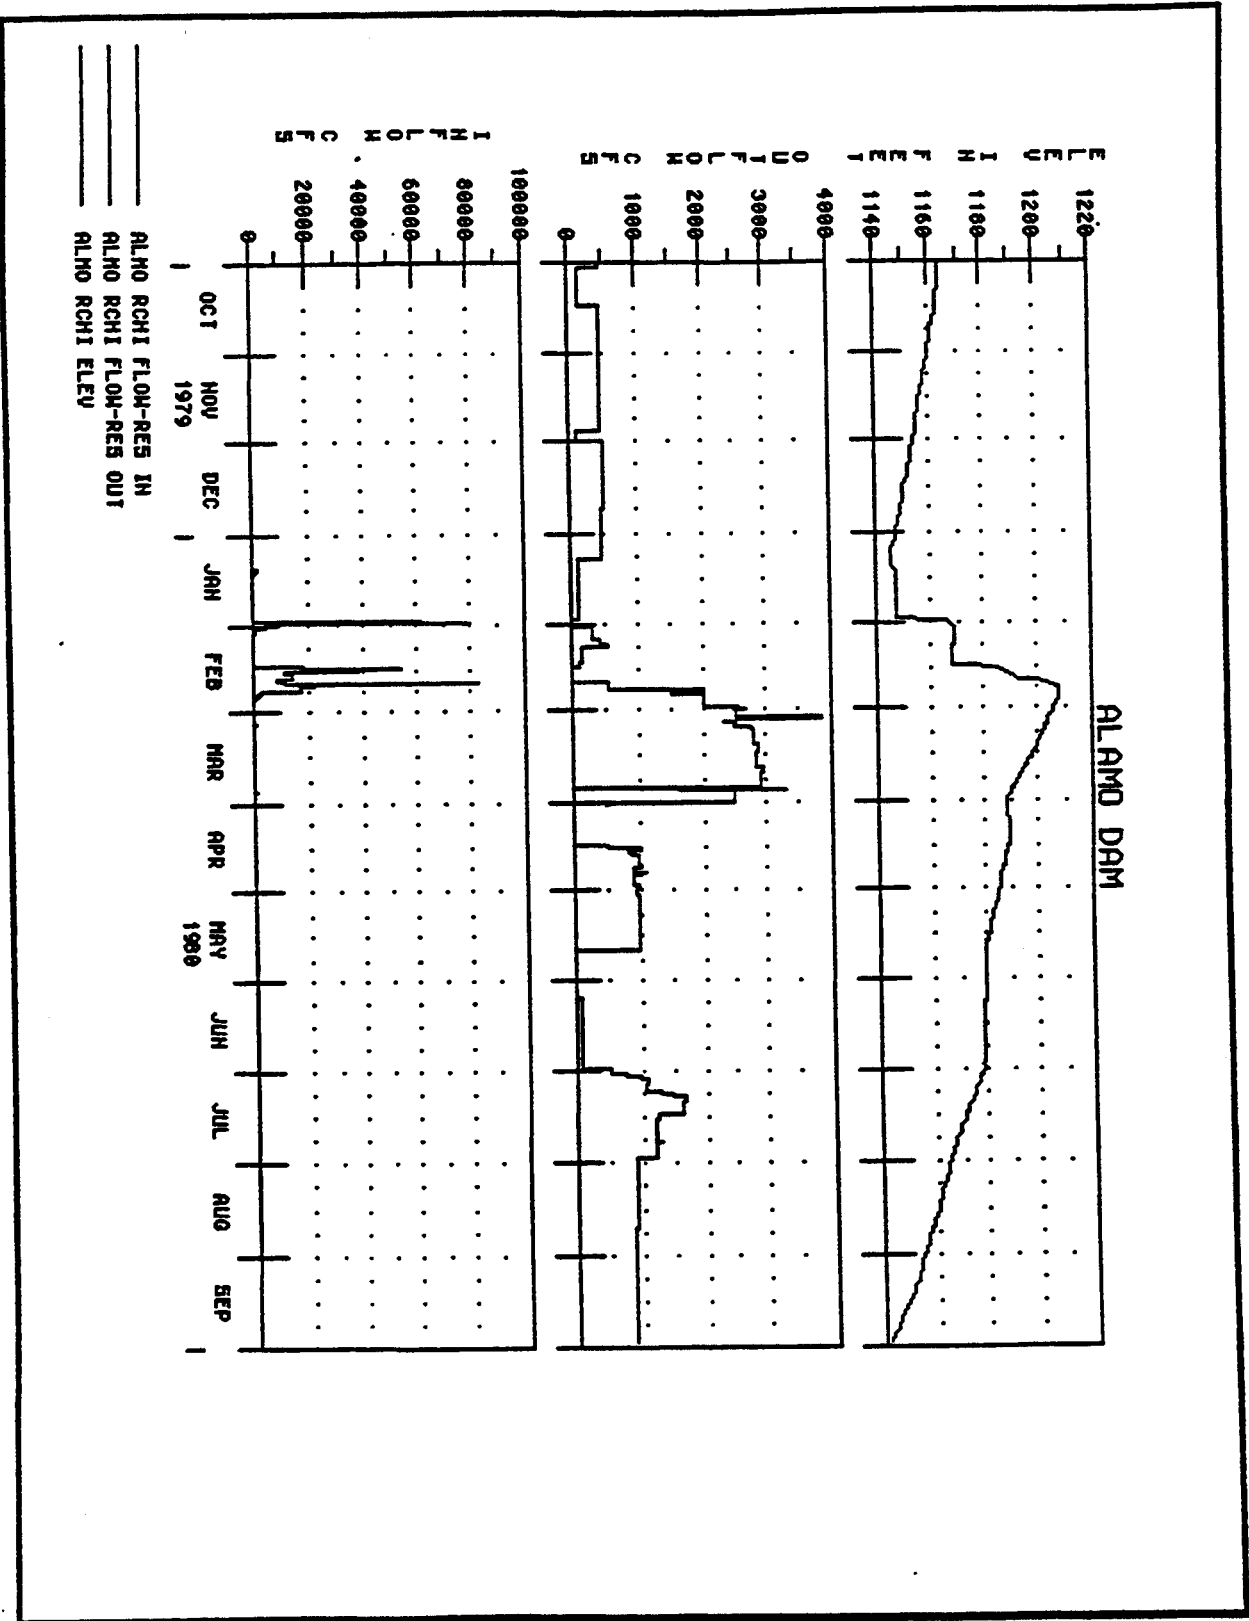 ALAMO DAM
ELEV IN FEET
1220
1200
1180
1160
1140
OUTFLOW CFS
4000
3000
2000
1000
0
INFLOW CFS
100000
80000
60000
40000
20000
0
OCT NOV DEC JAN FEB MAR APR MAY JUN JUL AUG SEP
1979 1980
ALMO RCHI FLOW-RES IN
ALMO RCHI FLOW-RES OUT
ALMO RCHI ELEV